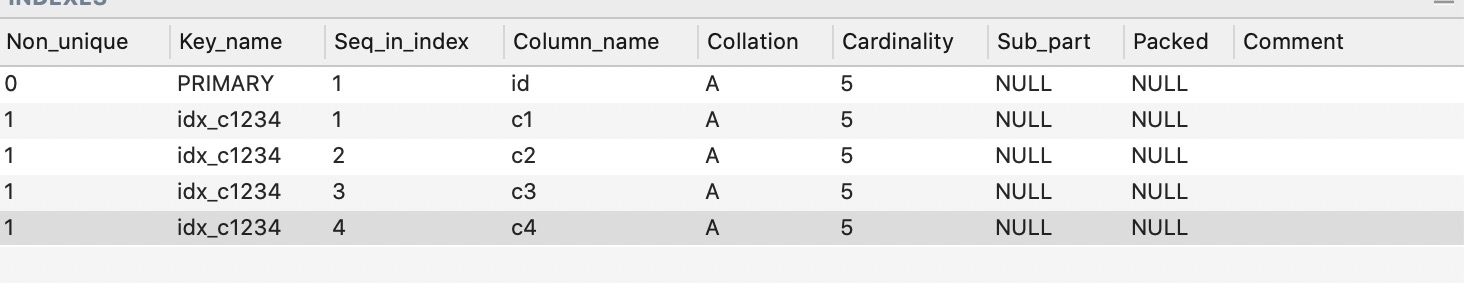 INDEXES
Non_unique Key_name Seq_in_index Column_name Collation Cardinality Sub_part Packed Comment
0 PRIMARY 1 id A 5 NULL NULL
1 idx_c1234 1 c1 A 5 NULL NULL
1 idx_c1234 2 c2 A 5 NULL NULL
1 idx_c1234 3 c3 A 5 NULL NULL
1 idx_c1234 4 c4 A 5 NULL NULL